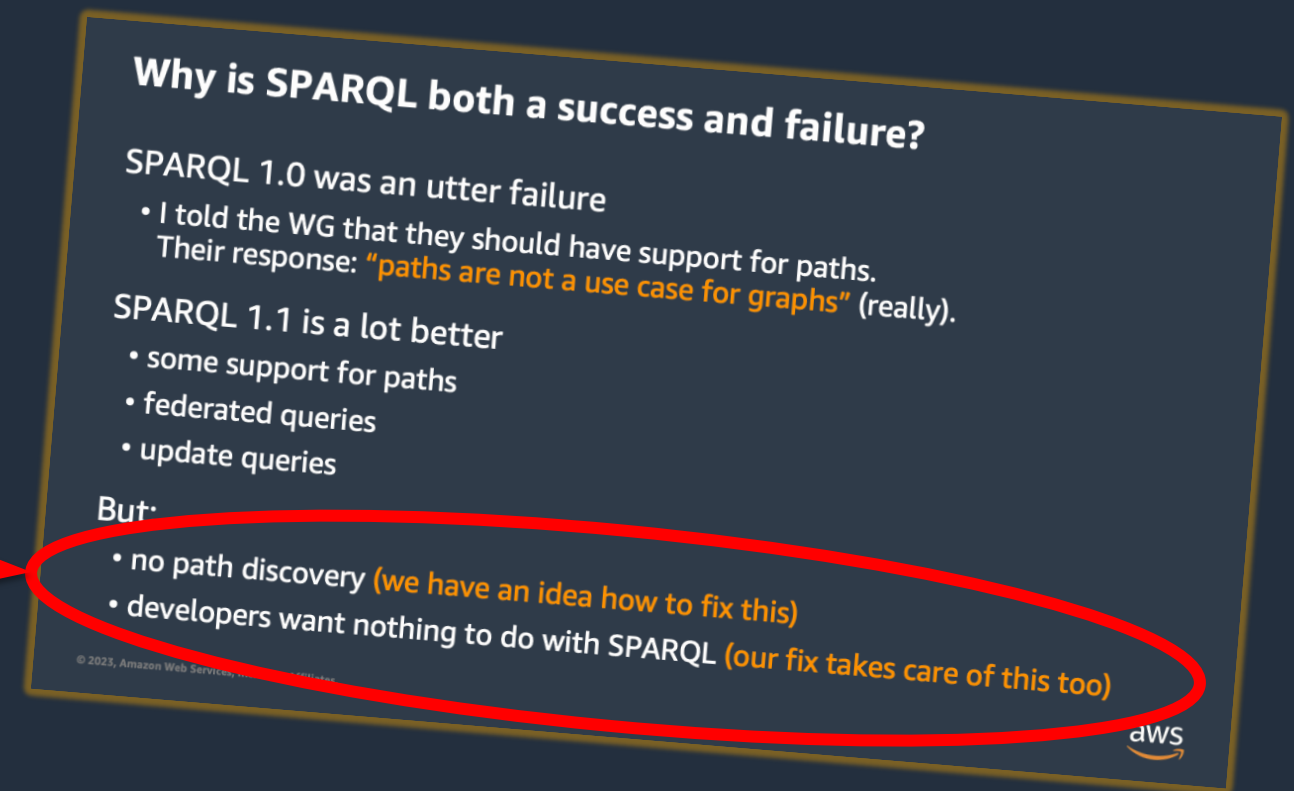 Why is SPARQL both a success and failure?
SPARQL 1.0 was an utter failure
• I told the WG that they should have support for paths.
Their response: “paths are not a use case for graphs” (really).
SPARQL 1.1 is a lot better
• some support for paths
• federated queries
• update queries
But:
• no path discovery (we have an idea how to fix this)
• developers want nothing to do with SPARQL (our fix takes care of this too)
© 2023, Amazon Web Services,
aws